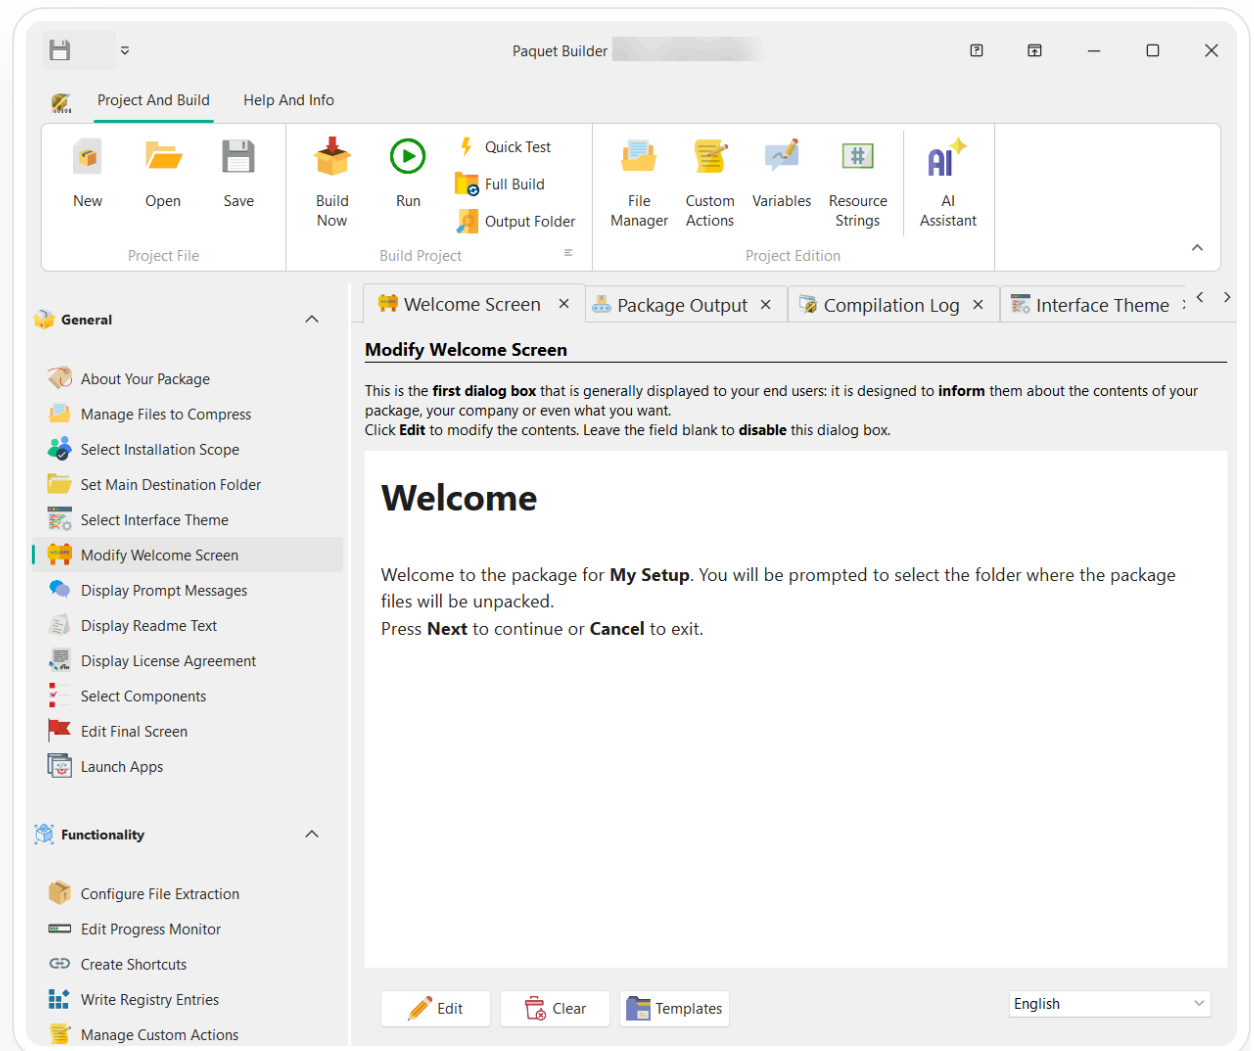 Paquet Builder
Project And Build
Help And Info
New
Open
Save
Project File
Build Now
Run
Quick Test
Full Build
Output Folder
Build Project
File Manager
Custom Actions
Variables
Resource Strings
AI Assistant
Project Edition
General
About Your Package
Manage Files to Compress
Select Installation Scope
Set Main Destination Folder
Select Interface Theme
Modify Welcome Screen
Display Prompt Messages
Display Readme Text
Display License Agreement
Select Components
Edit Final Screen
Launch Apps
Functionality
Configure File Extraction
Edit Progress Monitor
Create Shortcuts
Write Registry Entries
Manage Custom Actions
Welcome Screen
Package Output
Compilation Log
Interface Theme
Modify Welcome Screen
This is the first dialog box that is generally displayed to your end users: it is designed to inform them about the contents of your
package, your company or even what you want.
Click Edit to modify the contents. Leave the field blank to disable this dialog box.
Welcome
Welcome to the package for My Setup. You will be prompted to select the folder where the package
files will be unpacked.
Press Next to continue or Cancel to exit.
Edit
Clear
Templates
English